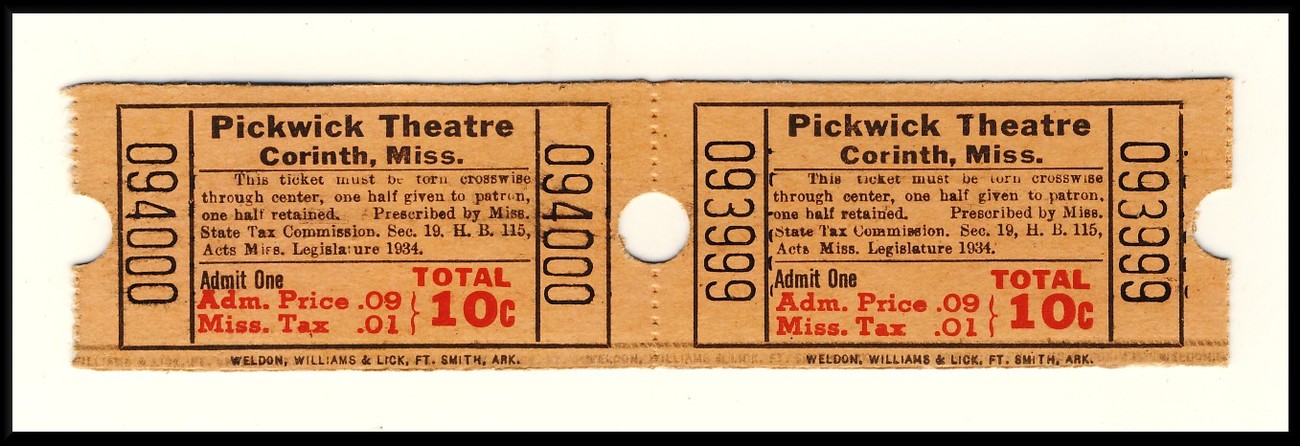 094000
Pickwick Theatre
Corinth, Miss.
This ticket must be torn crosswise
through center, one half given to patron,
one half retained. Prescribed by Miss.
State Tax Commission. Sec. 19. H. B. 115,
Acts Miss. Legislature 1934.
Admit One
Adm. Price .09
Miss. Tax .01
TOTAL
10c
094000
WELDON, WILLIAMS & LICK, FT. SMITH, ARK.
093999
Pickwick Theatre
Corinth, Miss.
This ticket must be torn crosswise
through center, one half given to patron,
one half retained. Prescribed by Miss.
State Tax Commission. Sec. 19, H. B. 115,
Acts Miss. Legislature 1934.
Admit One
Adm. Price .09
Miss. Tax .01
TOTAL
10c
093999
WELDON, WILLIAMS & LICK, FT. SMITH, ARK.